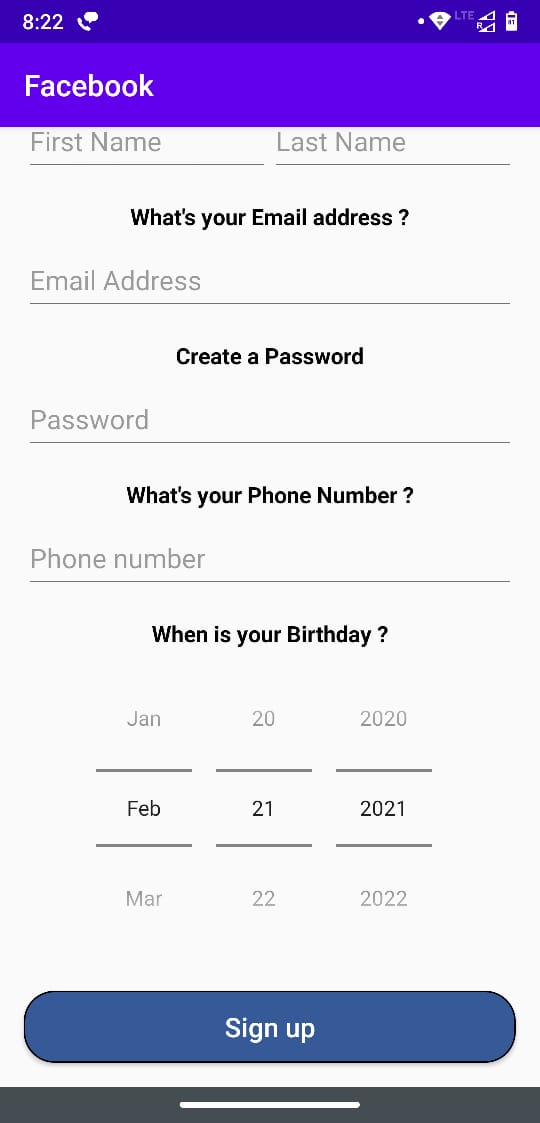 8:22 LTE R 41
Facebook
First Name Last Name
What's your Email address ?
Email Address
Create a Password
Password
What's your Phone Number ?
Phone number
When is your Birthday ?
Jan 20 2020
Feb 21 2021
Mar 22 2022
Sign up